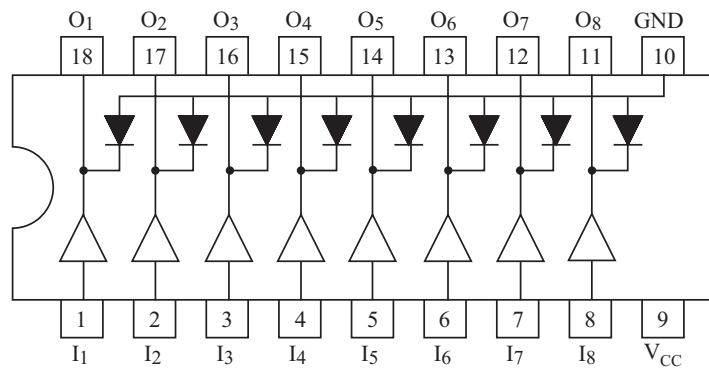 O1 O2 O3 O4 O5 O6 O7 O8 GND
18 17 16 15 14 13 12 11 10
1 2 3 4 5 6 7 8 9
I1 I2 I3 I4 I5 I6 I7 I8 VCC